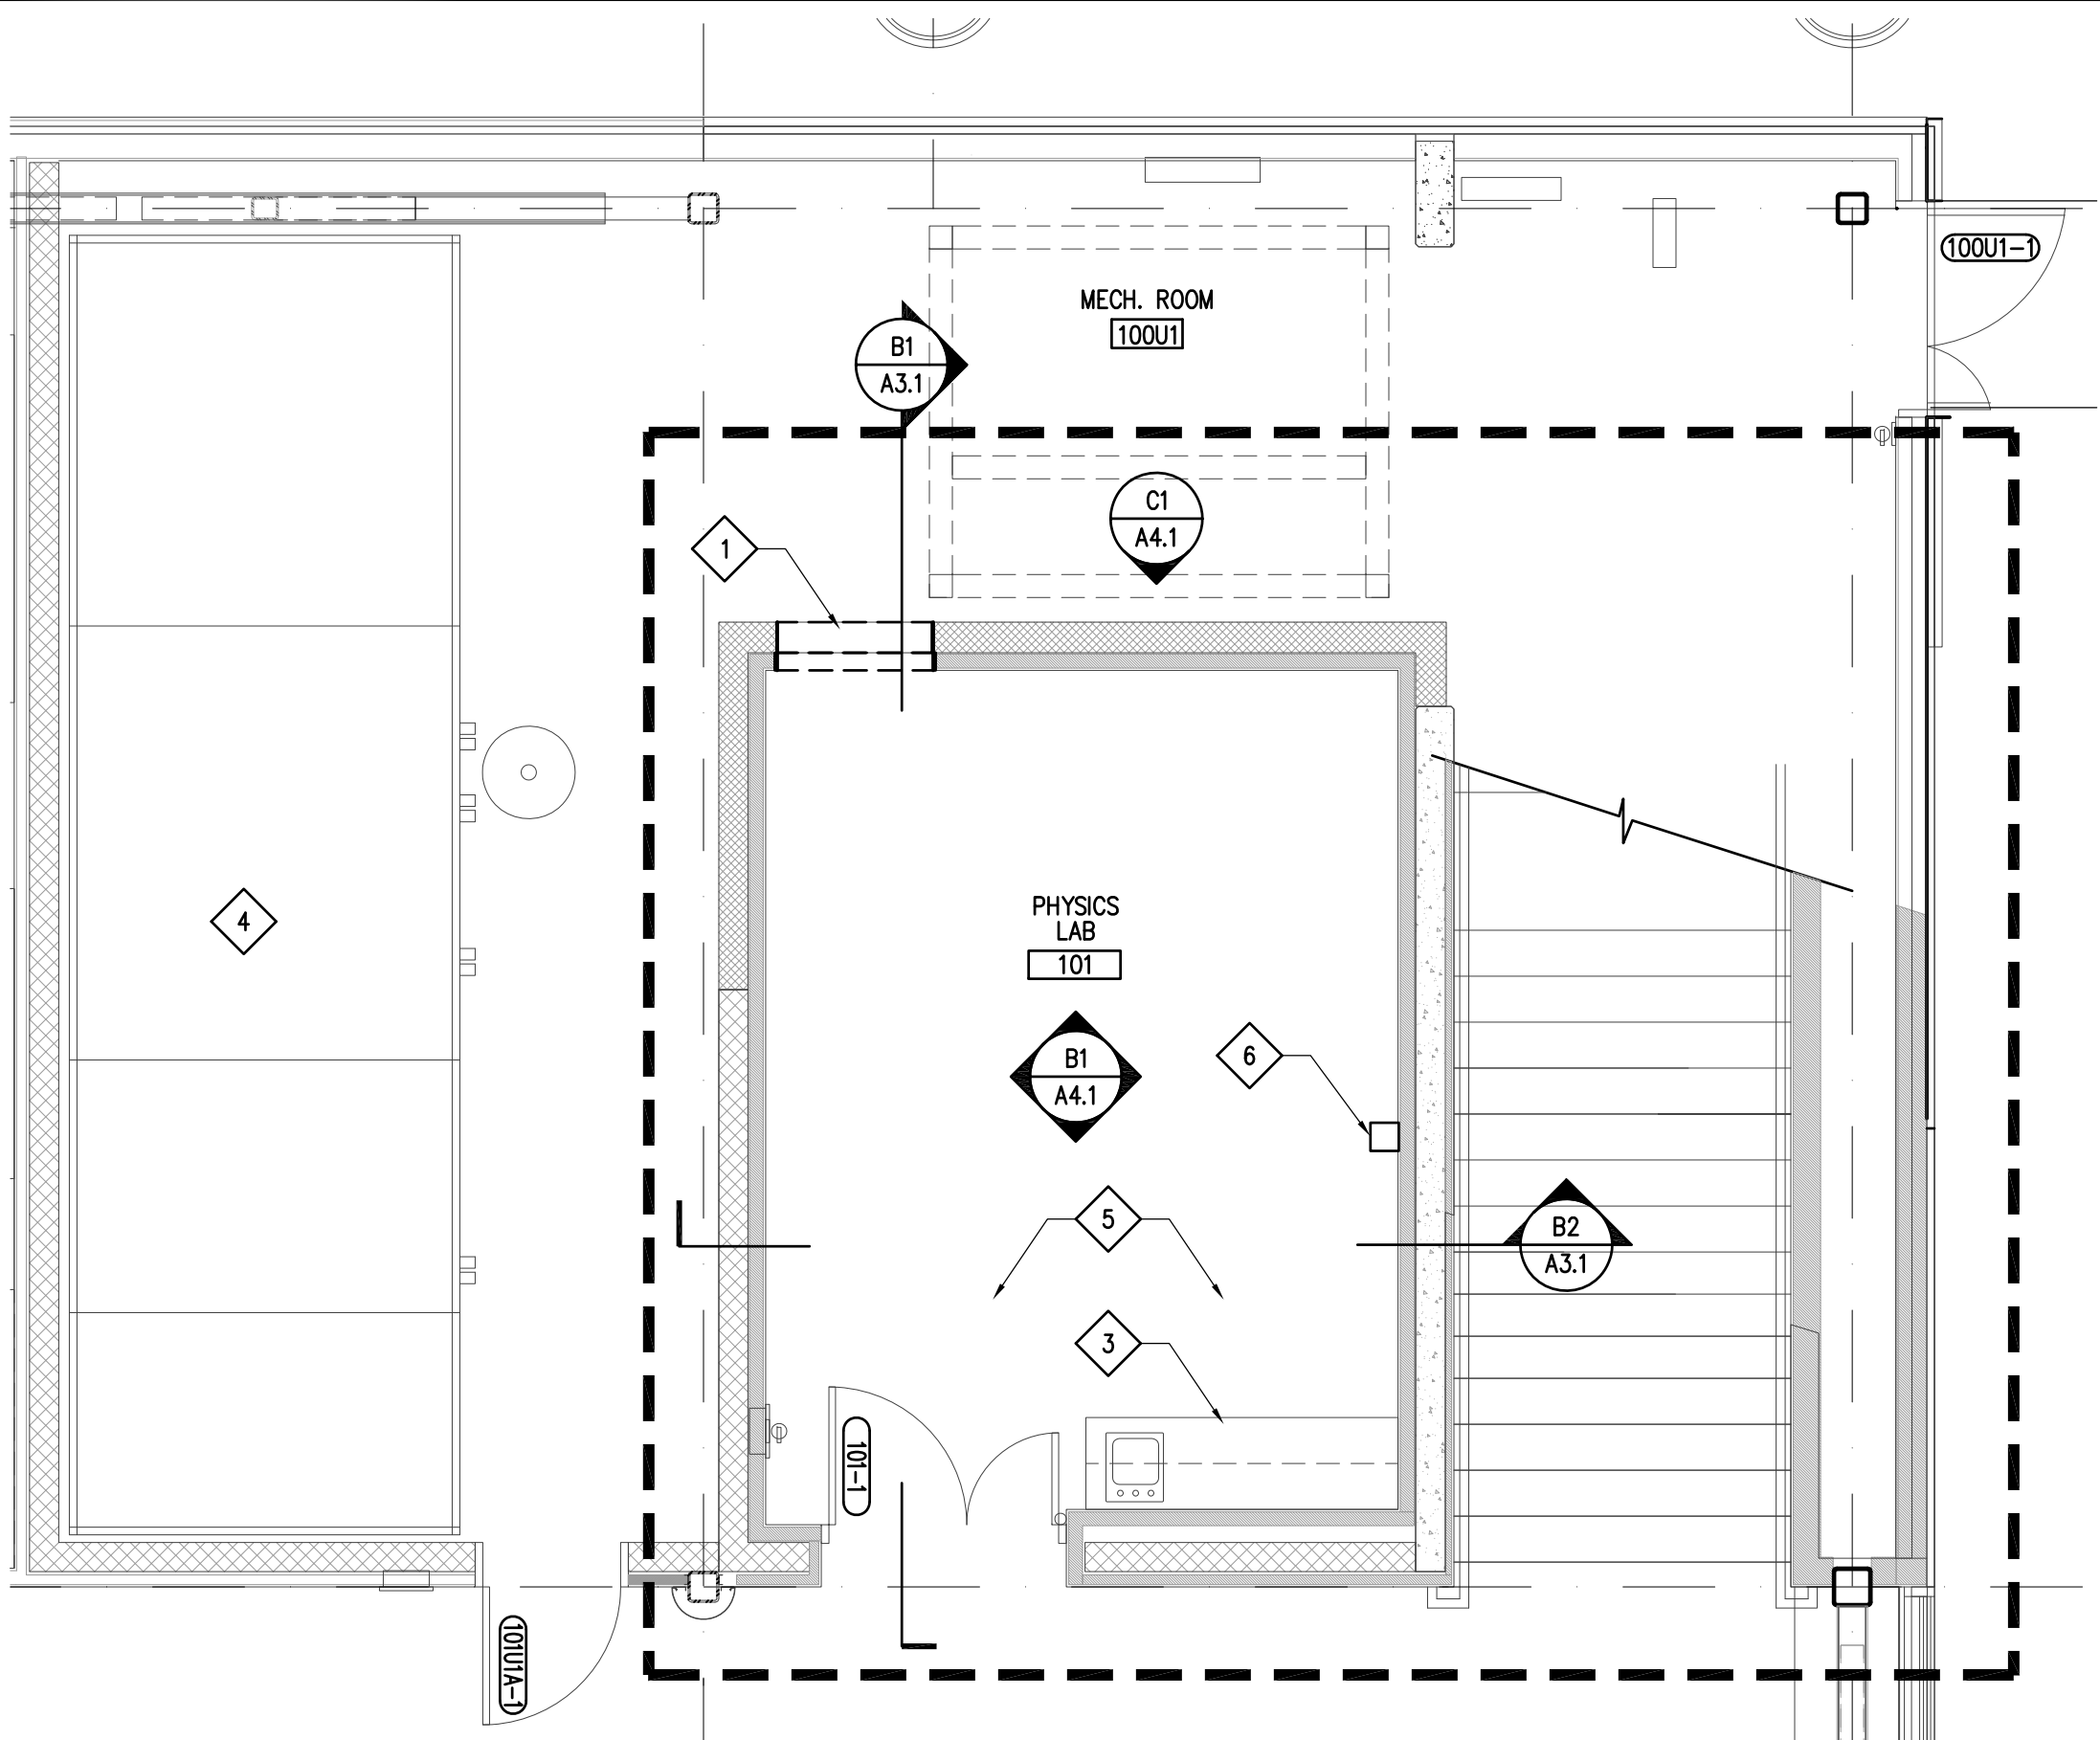 100U1-1
MECH. ROOM
100U1
B1
A3.1
C1
A4.1
1
PHYSICS
LAB
101
4
B1
A4.1
6
5
B2
A3.1
3
101-1
101U1A-1